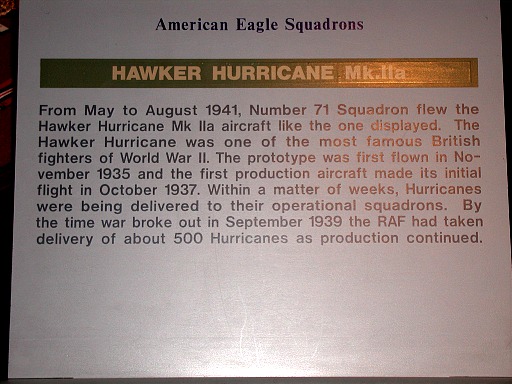 American Eagle Squadrons
HAWKER HURRICANE Mk.IIa
From May to August 1941, Number 71 Squadron flew the
Hawker Hurricane Mk IIa aircraft like the one displayed. The
Hawker Hurricane was one of the most famous British
fighters of World War II. The prototype was first flown in No-
vember 1935 and the first production aircraft made its initial
flight in October 1937. Within a matter of weeks, Hurricanes
were being delivered to their operational squadrons. By
the time war broke out in September 1939 the RAF had taken
delivery of about 500 Hurricanes as production continued.